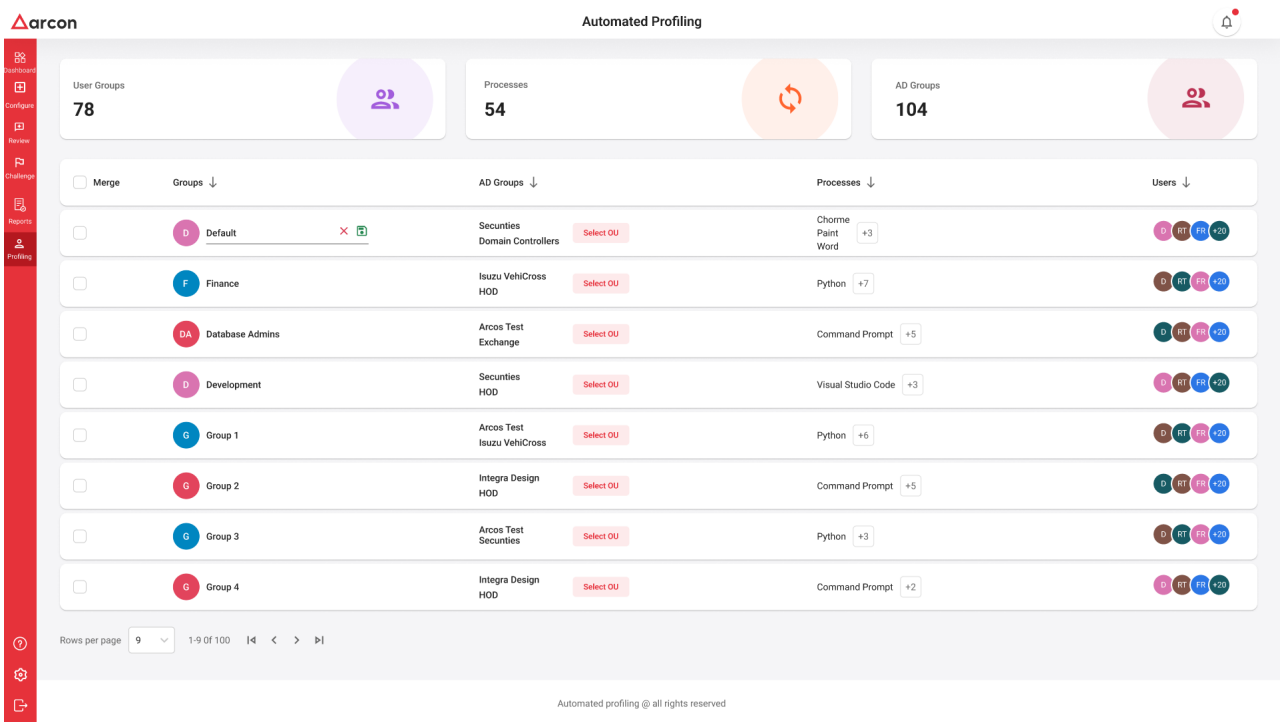 arcon
Automated Profiling
Dashboard
Configure
Review
Challenge
Reports
Profiling
User Groups
78
Processes
54
AD Groups
104
Merge Groups AD Groups Processes Users
D Default Secunties Domain Controllers Select OU Chorme Paint Word +3 D RT FR +20
F Finance Isuzu VehiCross HOD Select OU Python +7 D RT FR +20
DA Database Admins Arcos Test Exchange Select OU Command Prompt +5 D RT FR +20
D Development Secunties HOD Select OU Visual Studio Code +3 D RT FR +20
G Group 1 Arcos Test Isuzu VehiCross Select OU Python +6 D RT FR +20
G Group 2 Integra Design HOD Select OU Command Prompt +5 D RT FR +20
G Group 3 Arcos Test Secunties Select OU Python +3 D RT FR +20
G Group 4 Integra Design HOD Select OU Command Prompt +2 D RT FR +20
Rows per page 9 1-9 0f 100
Automated profiling @ all rights reserved